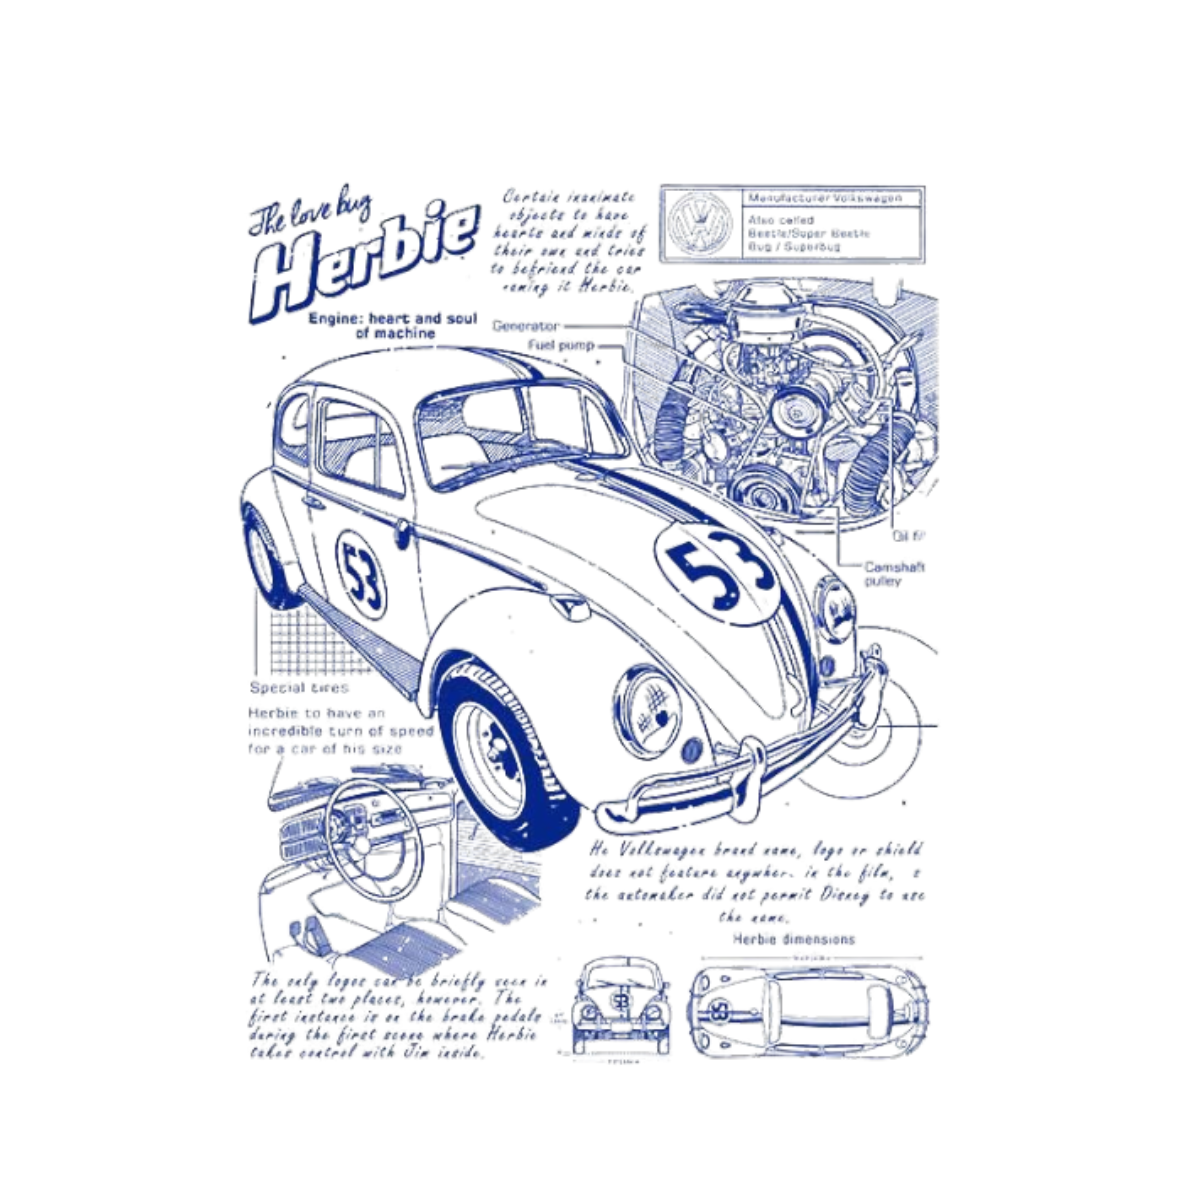 The love bug
Herbie
Engine: heart and soul
of machine
Certain inanimate
objects to have
hearts and minds of
their own and tries
to befriend the car
naming it Herbie.
Manufacturer Volkswagen
Also called
Beetle/Super Beetle
Bug / Superbug
Generator
Fuel pump
Oil fil
Camshaft
pulley
53
53
Special tires
Herbie to have an
incredible turn of speed
for a car of his size
He Volkswagen brand name, logo or shield
does not feature anywher. in the film, s
the automaker did not permit Disney to use
the name.
Herbie dimensions
The only logos can be briefly seen in
at least two places, however. The
first instance is on the brake pedals
during the first scene where Herbie
takes control with Jim inside.
53
53